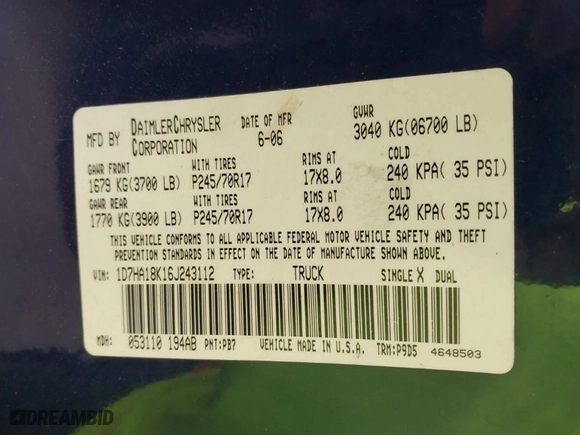 MFD BY DAIMLERCHRYSLER CORPORATION
DATE OF MFR 6-06
GVWR 3040 KG(06700 LB)
GAWR FRONT WITH TIRES RIMS AT COLD
1679 KG(3700 LB) P245/70R17 17X8.0 240 KPA( 35 PSI)
GAWR REAR WITH TIRES RIMS AT COLD
1770 KG(3900 LB) P245/70R17 17X8.0 240 KPA( 35 PSI)
THIS VEHICLE CONFORMS TO ALL APPLICABLE FEDERAL MOTOR VEHICLE SAFETY AND THEFT
PREVENTION STANDARDS IN EFFECT ON THE DATE OF MANUFACTURE SHOWN ABOVE.
VIN: 1D7HA18K16J243112 TYPE: TRUCK SINGLE X DUAL
MDH: 053110 194AB PNT:PB7 VEHICLE MADE IN U.S.A. TRM:P9D5 4648503
DREAMBID